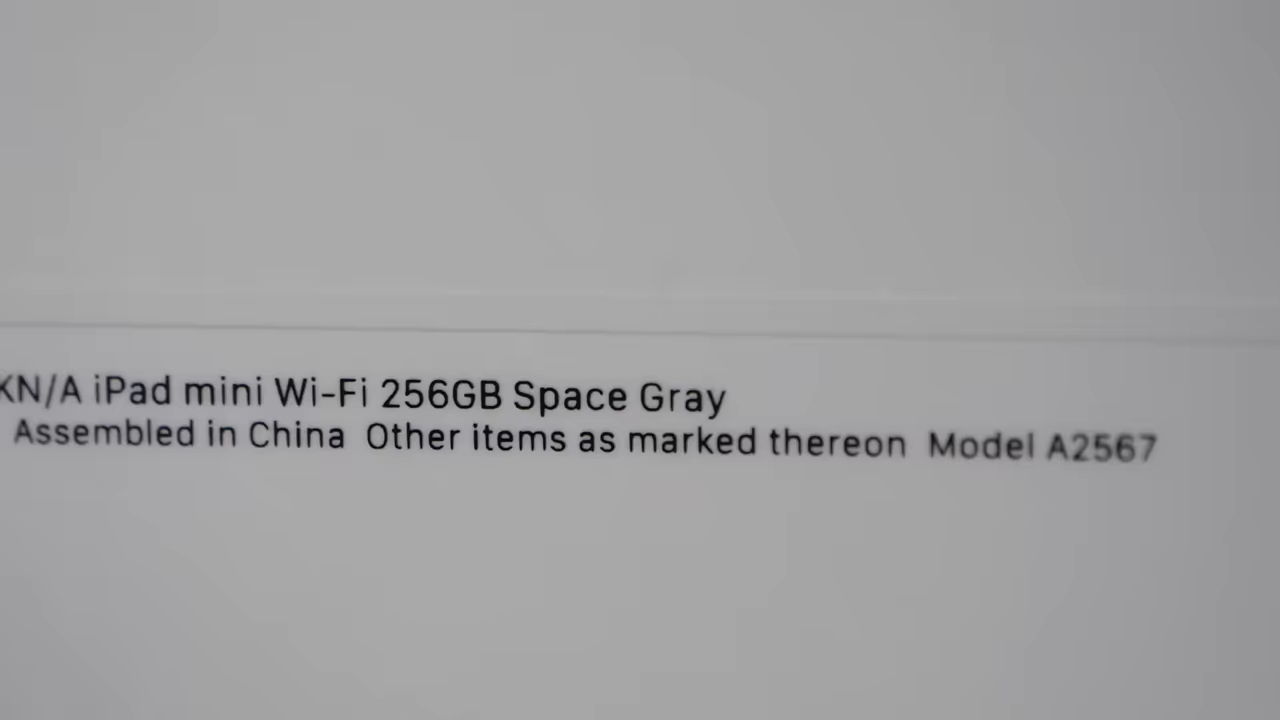 KN/A iPad mini Wi-Fi 256GB Space Gray
Assembled in China Other items as marked thereon Model A2567